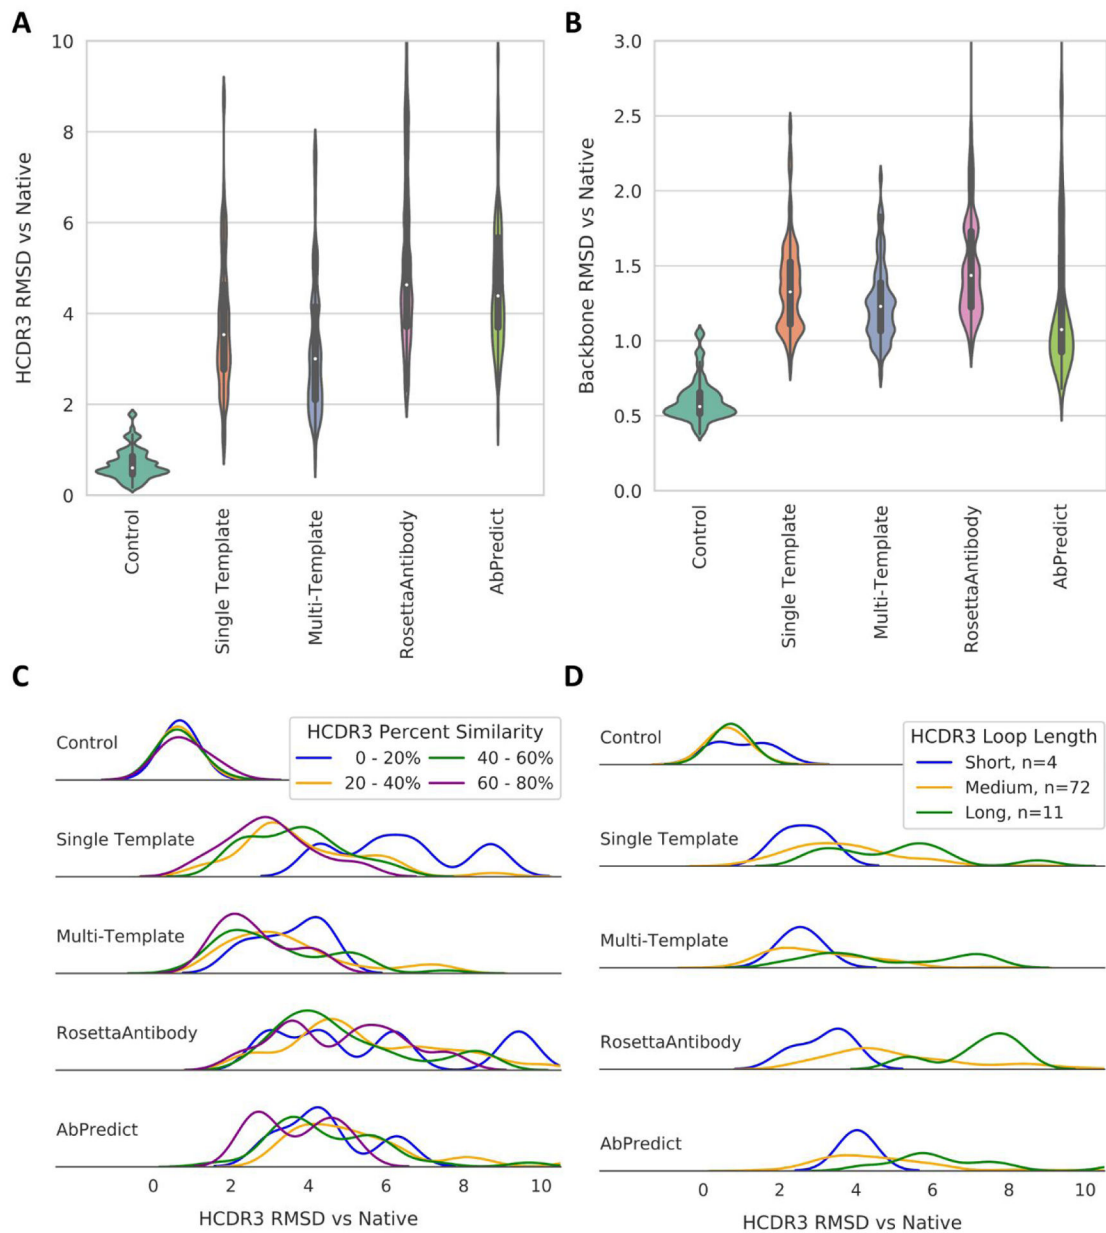 A
B
10
8
6
4
2
0
HCDR3 RMSD vs Native
Control
Single Template
Multi-Template
RosettaAntibody
AbPredict
3.0
2.5
2.0
1.5
1.0
0.5
0.0
Backbone RMSD vs Native
Control
Single Template
Multi-Template
RosettaAntibody
AbPredict
C
HCDR3 Percent Similarity
0 - 20%
40 - 60%
20 - 40%
60 - 80%
Control
Single Template
Multi-Template
RosettaAntibody
AbPredict
0 2 4 6 8 10
HCDR3 RMSD vs Native
D
HCDR3 Loop Length
Short, n=4
Medium, n=72
Long, n=11
Control
Single Template
Multi-Template
RosettaAntibody
AbPredict
0 2 4 6 8 10
HCDR3 RMSD vs Native